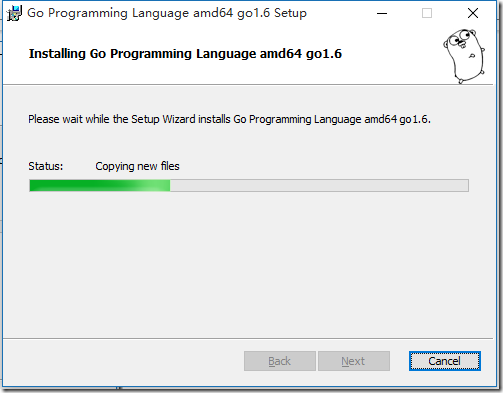 Go Programming Language amd64 go1.6 Setup
Installing Go Programming Language amd64 go1.6
Please wait while the Setup Wizard installs Go Programming Language amd64 go1.6.
Status: Copying new files
Back Next Cancel